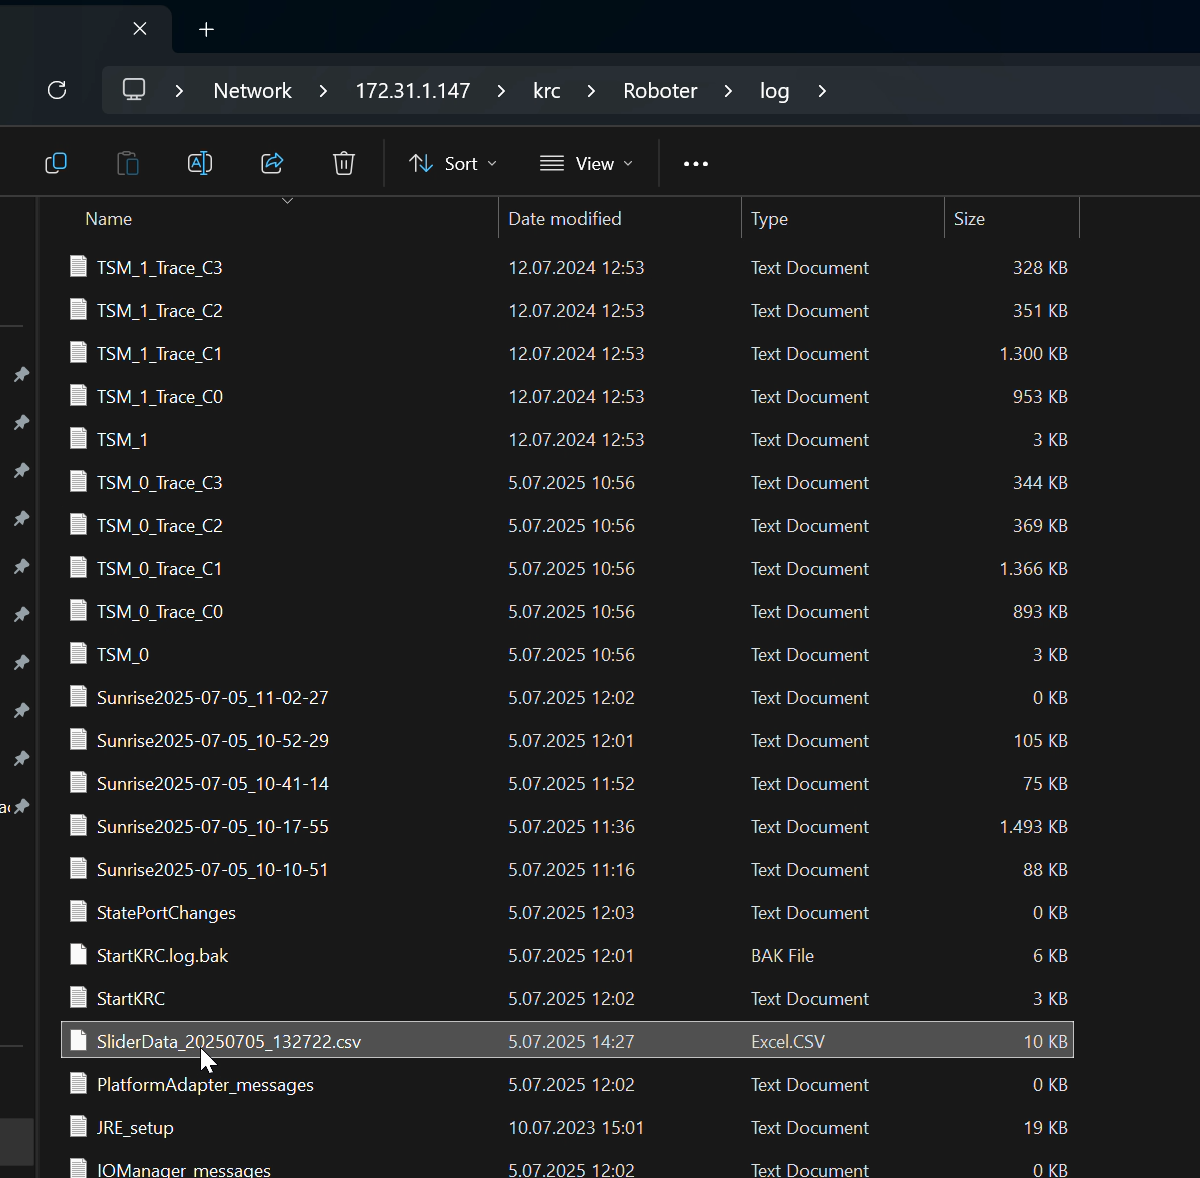 Network > 172.31.1.147 > krc > Roboter > log >
Sort View
Name Date modified Type Size
TSM_1_Trace_C3 12.07.2024 12:53 Text Document 328 KB
TSM_1_Trace_C2 12.07.2024 12:53 Text Document 351 KB
TSM_1_Trace_C1 12.07.2024 12:53 Text Document 1.300 KB
TSM_1_Trace_C0 12.07.2024 12:53 Text Document 953 KB
TSM_1 12.07.2024 12:53 Text Document 3 KB
TSM_0_Trace_C3 5.07.2025 10:56 Text Document 344 KB
TSM_0_Trace_C2 5.07.2025 10:56 Text Document 369 KB
TSM_0_Trace_C1 5.07.2025 10:56 Text Document 1.366 KB
TSM_0_Trace_C0 5.07.2025 10:56 Text Document 893 KB
TSM_0 5.07.2025 10:56 Text Document 3 KB
Sunrise2025-07-05_11-02-27 5.07.2025 12:02 Text Document 0 KB
Sunrise2025-07-05_10-52-29 5.07.2025 12:01 Text Document 105 KB
Sunrise2025-07-05_10-41-14 5.07.2025 11:52 Text Document 75 KB
Sunrise2025-07-05_10-17-55 5.07.2025 11:36 Text Document 1.493 KB
Sunrise2025-07-05_10-10-51 5.07.2025 11:16 Text Document 88 KB
StatePortChanges 5.07.2025 12:03 Text Document 0 KB
StartKRC.log.bak 5.07.2025 12:01 BAK File 6 KB
StartKRC 5.07.2025 12:02 Text Document 3 KB
SliderData_20250705_132722.csv 5.07.2025 14:27 Excel.CSV 10 KB
PlatformAdapter_messages 5.07.2025 12:02 Text Document 0 KB
JRE_setup 10.07.2023 15:01 Text Document 19 KB
IOManager_messages 5.07.2025 12:02 Text Document 0 KB